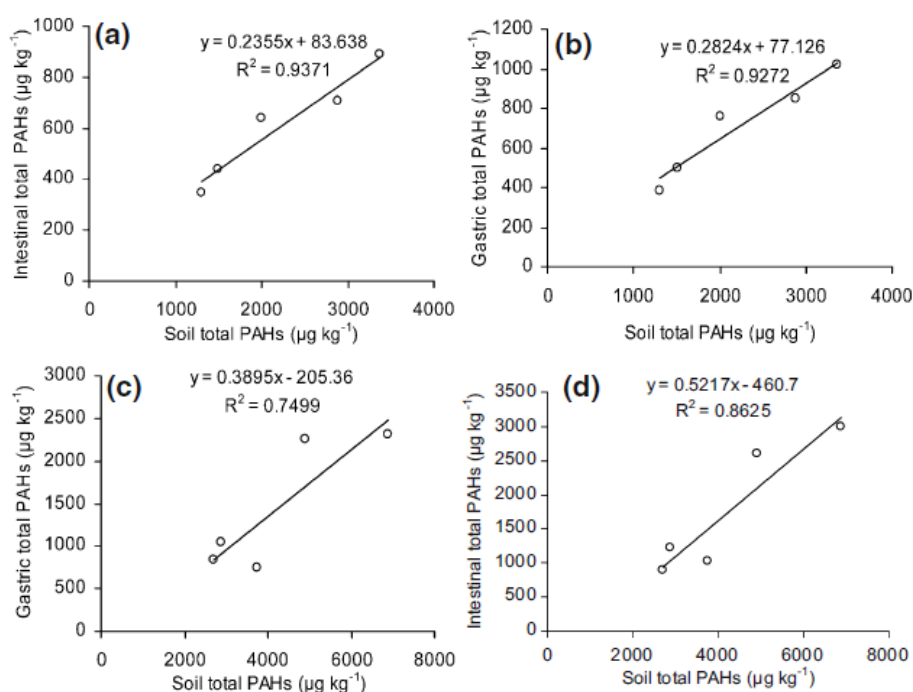 (a)
y = 0.2355x + 83.638
R² = 0.9371
1000
800
600
400
200
0
0 1000 2000 3000 4000
Intestinal total PAHs (µg kg⁻¹)
Soil total PAHs (µg kg⁻¹)
(b)
y = 0.2824x + 77.126
R² = 0.9272
1200
1000
800
600
400
200
0
0 1000 2000 3000 4000
Gastric total PAHs (µg kg⁻¹)
Soil total PAHs (µg kg⁻¹)
(c)
y = 0.3895x - 205.36
R² = 0.7499
3000
2500
2000
1500
1000
500
0
0 2000 4000 6000 8000
Gastric total PAHs (µg kg⁻¹)
Soil total PAHs (µg kg⁻¹)
(d)
y = 0.5217x - 460.7
R² = 0.8625
3500
3000
2500
2000
1500
1000
500
0
0 2000 4000 6000 8000
Intestinal total PAHs (µg kg⁻¹)
Soil total PAHs (µg kg⁻¹)